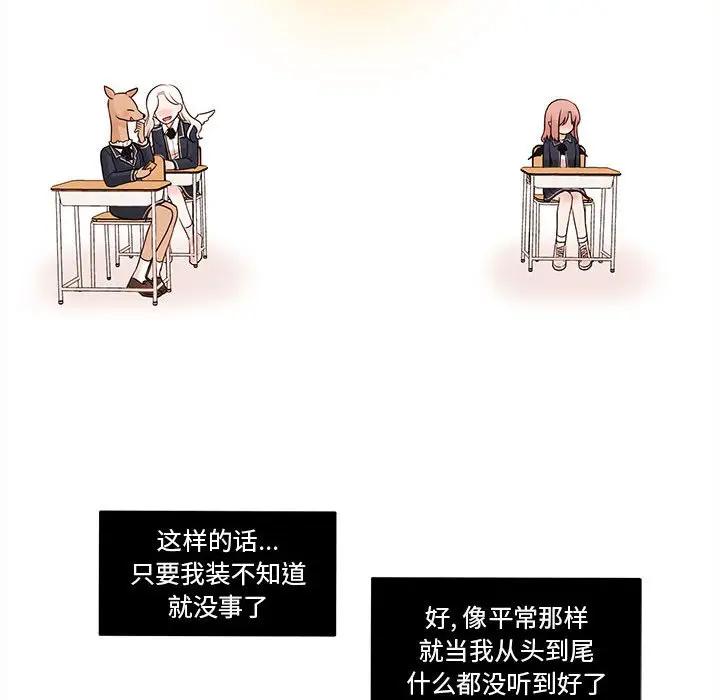 这样的话...
只要我装不知道
就没事了
好, 像平常那样
就当我从头到尾
什么都没听到好了